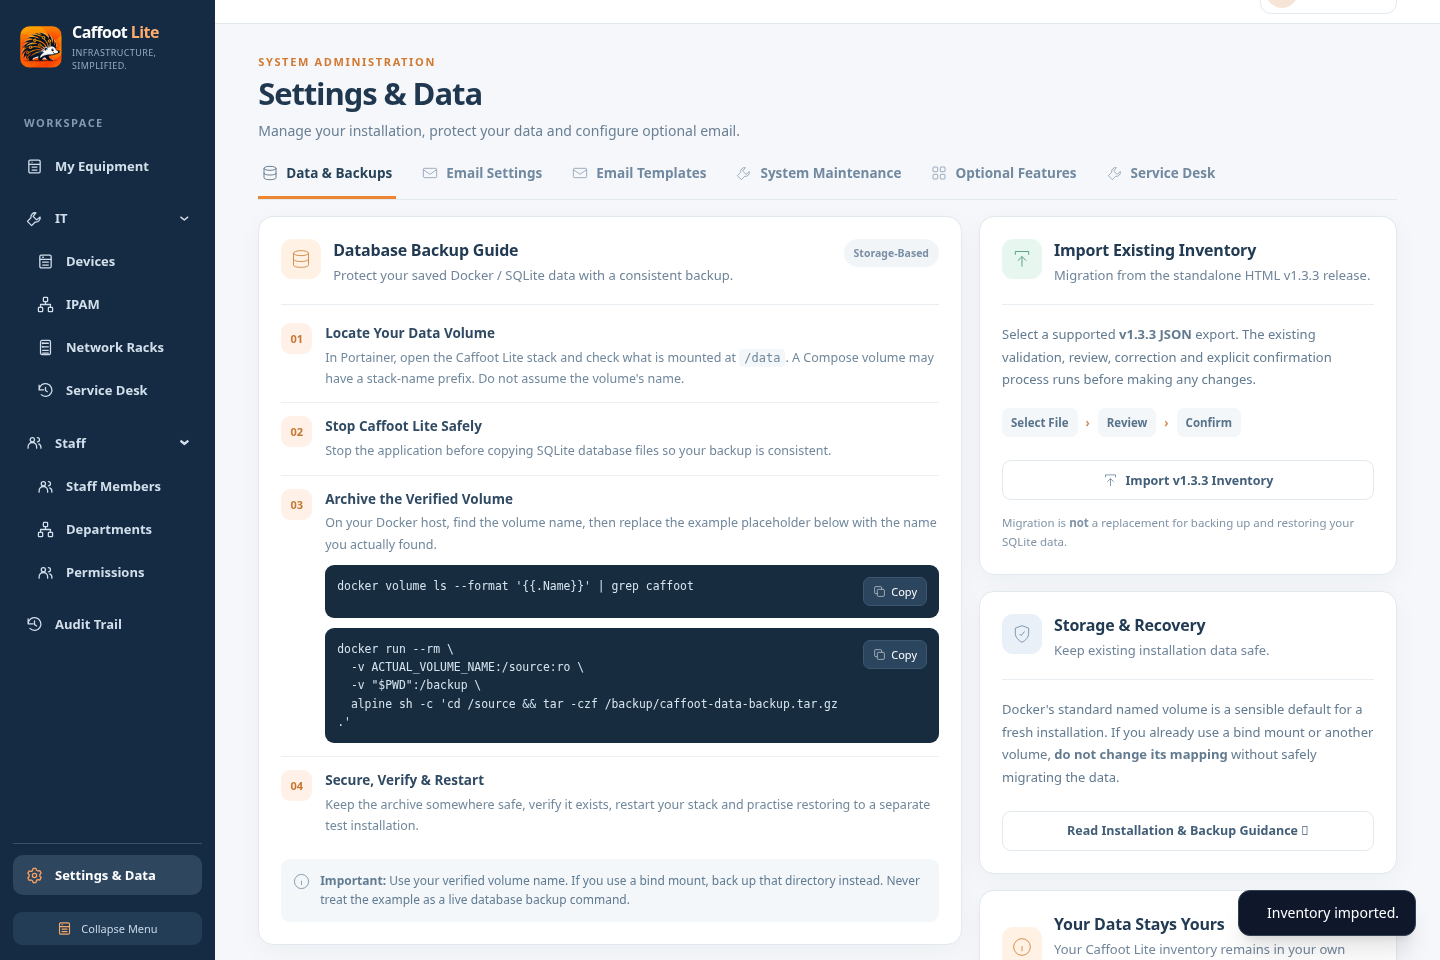 Caffoot Lite
INFRASTRUCTURE,
SIMPLIFIED.
WORKSPACE
My Equipment
IT
Devices
IPAM
Network Racks
Service Desk
Staff
Staff Members
Departments
Permissions
Audit Trail
Settings & Data
Collapse Menu
SYSTEM ADMINISTRATION
Settings & Data
Manage your installation, protect your data and configure optional email.
Data & Backups
Email Settings
Email Templates
System Maintenance
Optional Features
Service Desk
Database Backup Guide
Protect your saved Docker / SQLite data with a consistent backup.
Storage-Based
01
Locate Your Data Volume
In Portainer, open the Caffoot Lite stack and check what is mounted at /data. A Compose volume may
have a stack-name prefix. Do not assume the volume's name.
02
Stop Caffoot Lite Safely
Stop the application before copying SQLite database files so your backup is consistent.
03
Archive the Verified Volume
On your Docker host, find the volume name, then replace the example placeholder below with the name
you actually found.
docker volume ls --format '{{.Name}}' | grep caffoot
Copy
docker run --rm \
-v ACTUAL_VOLUME_NAME:/source:ro \
-v "$PWD":/backup \
alpine sh -c 'cd /source && tar -czf /backup/caffoot-data-backup.tar.gz
.'
Copy
04
Secure, Verify & Restart
Keep the archive somewhere safe, verify it exists, restart your stack and practise restoring to a separate
test installation.
Important: Use your verified volume name. If you use a bind mount, back up that directory instead. Never
treat the example as a live database backup command.
Import Existing Inventory
Migration from the standalone HTML v1.3.3 release.
Select a supported v1.3.3 JSON export. The existing
validation, review, correction and explicit confirmation
process runs before making any changes.
Select File › Review › Confirm
Import v1.3.3 Inventory
Migration is not a replacement for backing up and restoring your
SQLite data.
Storage & Recovery
Keep existing installation data safe.
Docker's standard named volume is a sensible default for a
fresh installation. If you already use a bind mount or another
volume, do not change its mapping without safely
migrating the data.
Read Installation & Backup Guidance
Your Data Stays Yours
Your Caffoot Lite inventory remains in your own
Inventory imported.